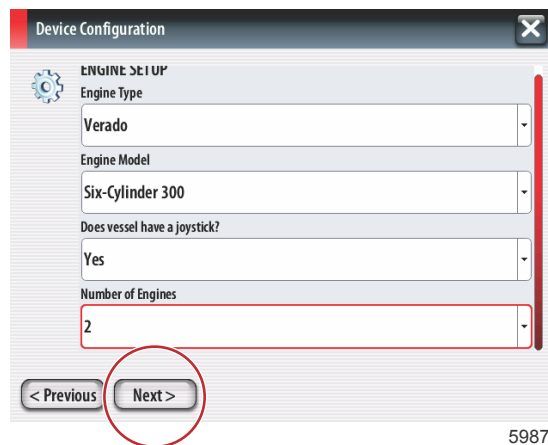 Device Configuration
ENGINE SETUP
Engine Type
Verado
Engine Model
Six-Cylinder 300
Does vessel have a joystick?
Yes
Number of Engines
2
< Previous Next >
5987